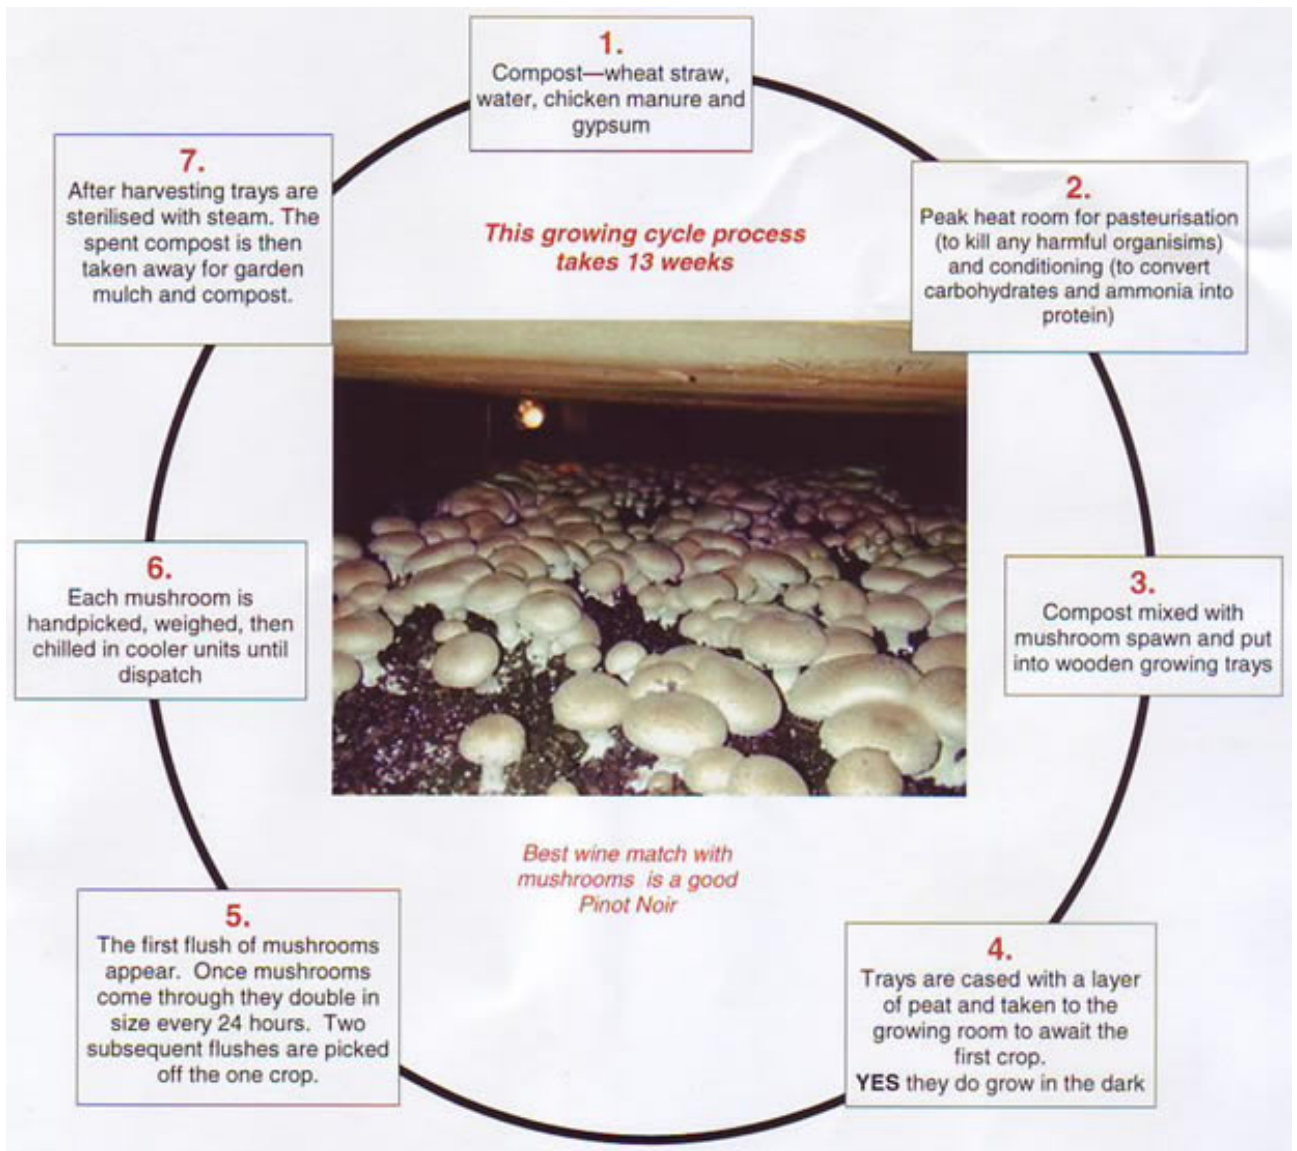 1.
Compost—wheat straw,
water, chicken manure and
gypsum
2.
Peak heat room for pasteurisation
(to kill any harmful organisims)
and conditioning (to convert
carbohydrates and ammonia into
protein)
3.
Compost mixed with
mushroom spawn and put
into wooden growing trays
4.
Trays are cased with a layer
of peat and taken to the
growing room to await the
first crop.
YES they do grow in the dark
5.
The first flush of mushrooms
appear. Once mushrooms
come through they double in
size every 24 hours. Two
subsequent flushes are picked
off the one crop.
6.
Each mushroom is
handpicked, weighed, then
chilled in cooler units until
dispatch
7.
After harvesting trays are
sterilised with steam. The
spent compost is then
taken away for garden
mulch and compost.
This growing cycle process
takes 13 weeks
Best wine match with
mushrooms is a good
Pinot Noir